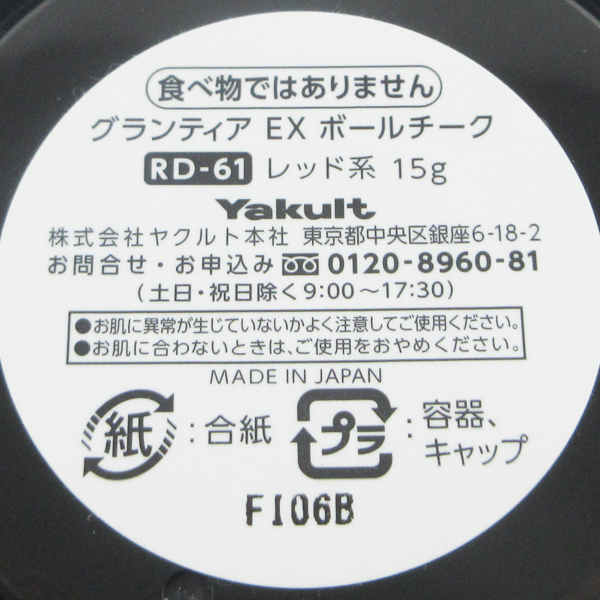 食べ物ではありません
グランティア EX ボールチーク
RD-61 レッド系 15g
Yakult
株式会社ヤクルト本社 東京都中央区銀座6-18-2
お問合せ・お申込み 0120-8960-81
(土日・祝日除く9:00～17:30)
●お肌に異常が生じていないかよく注意してご使用ください。
●お肌に合わないときは、ご使用をおやめください。
MADE IN JAPAN
紙:合紙 プラ:容器、
キャップ
FI06B